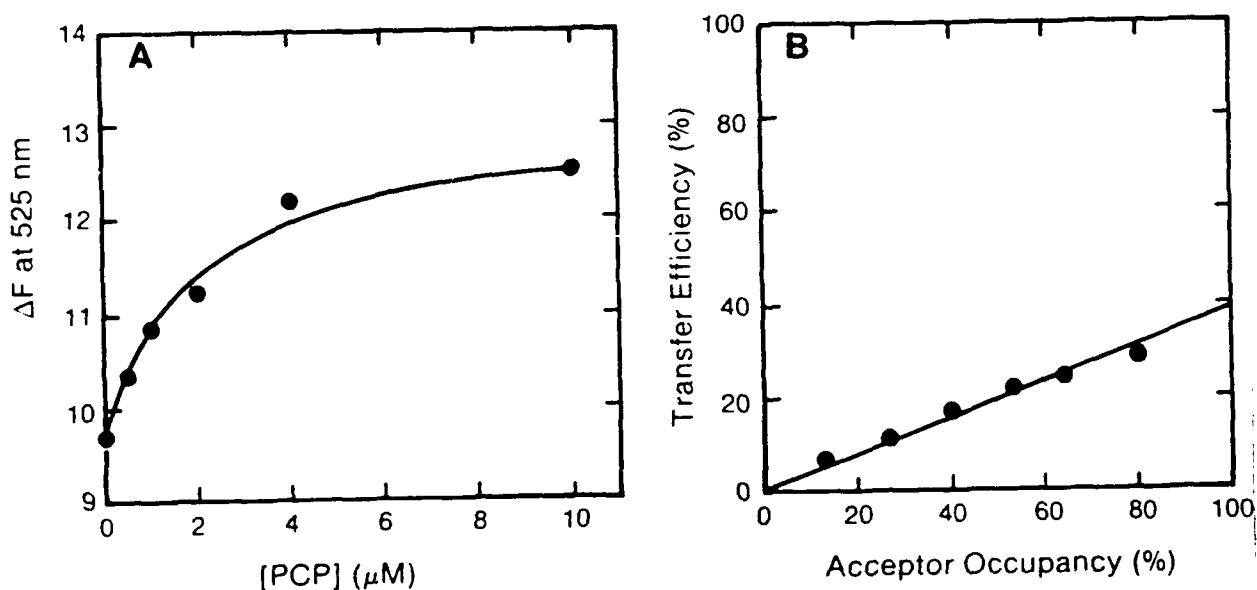 A
14
13
12
11
10
9
ΔF at 525 nm
0 2 4 6 8 10
[PCP] (μM)
B
100
80
60
40
20
0
Transfer Efficiency (%)
0 20 40 60 80 100
Acceptor Occupancy (%)